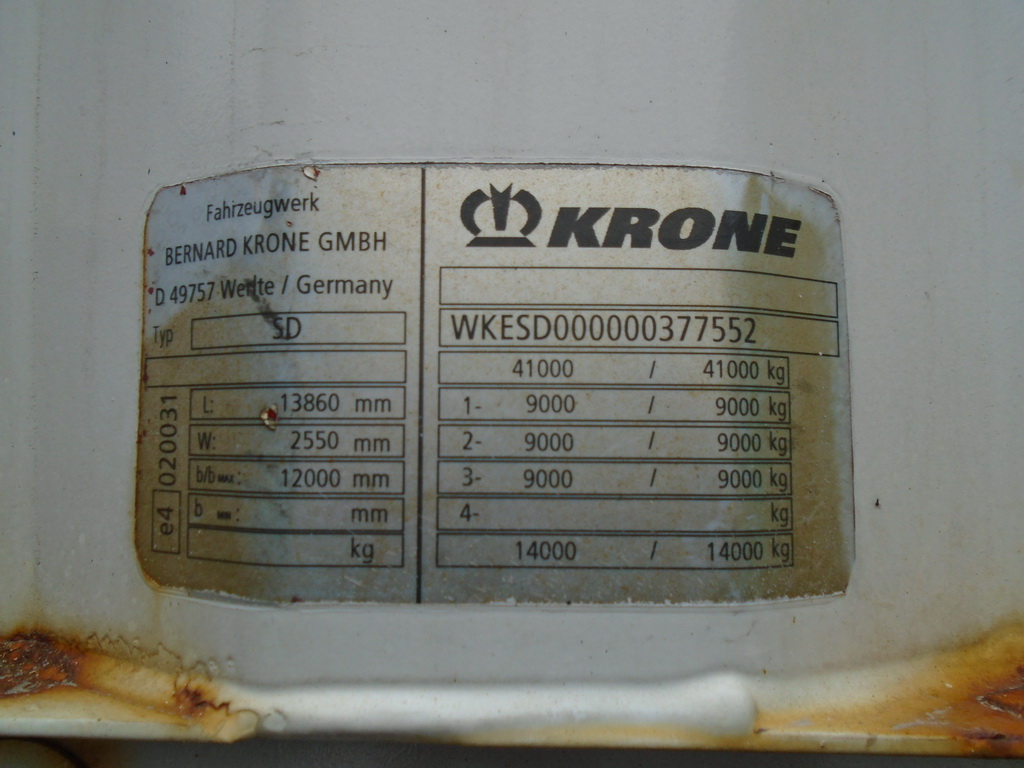 Fahrzeugwerk
BERNARD KRONE GMBH
D 49757 Werlte / Germany
Typ SD
L: 13860 mm
W: 2550 mm
b/b MAX: 12000 mm
b MIN: mm
kg
e4 020031
KRONE
WKESD000000377552
41000 / 41000 kg
1- 9000 / 9000 kg
2- 9000 / 9000 kg
3- 9000 / 9000 kg
4- kg
14000 / 14000 kg